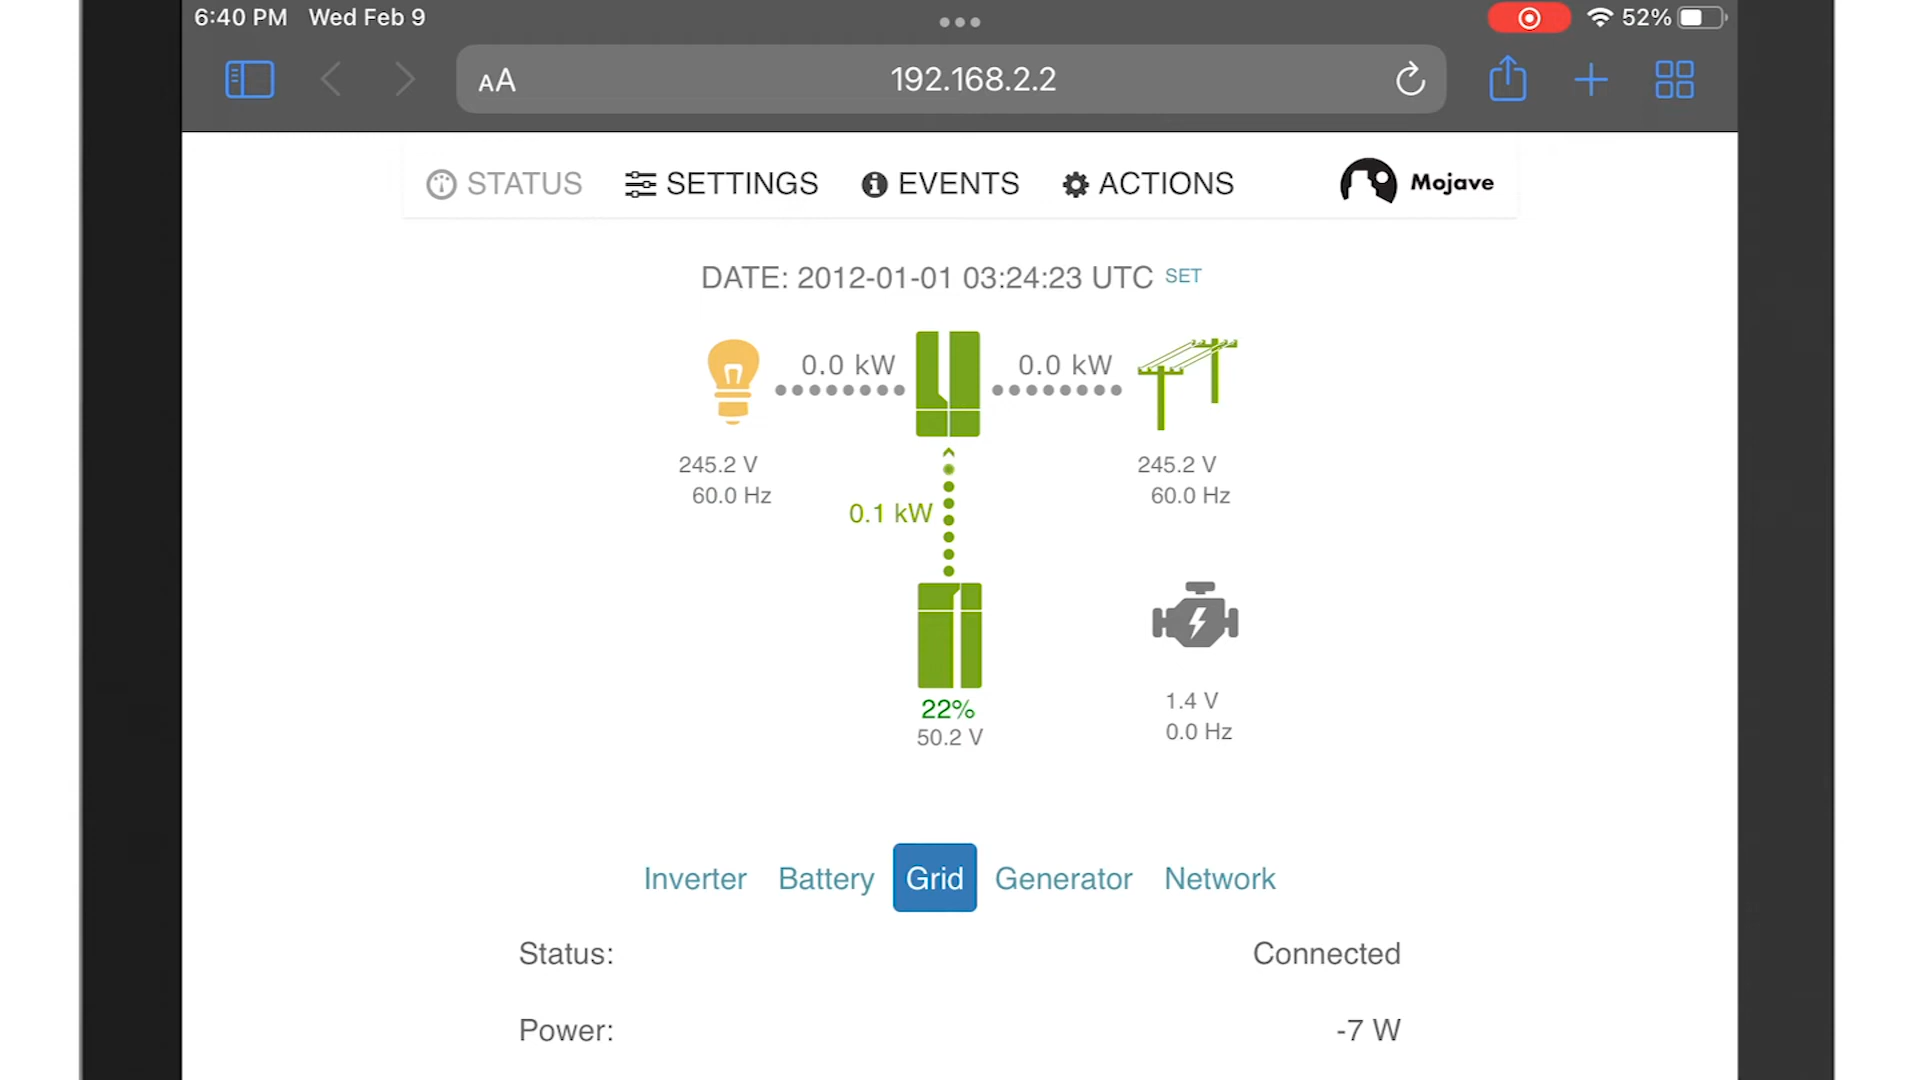 6:40 PM Wed Feb 9
52%
AA
192.168.2.2
STATUS SETTINGS EVENTS ACTIONS Mojave
DATE: 2012-01-01 03:24:23 UTC SET
0.0 kW 0.0 kW
245.2 V 245.2 V
60.0 Hz 60.0 Hz
0.1 kW
22%
50.2 V
1.4 V
0.0 Hz
Inverter Battery Grid Generator Network
Status: Connected
Power: -7 W